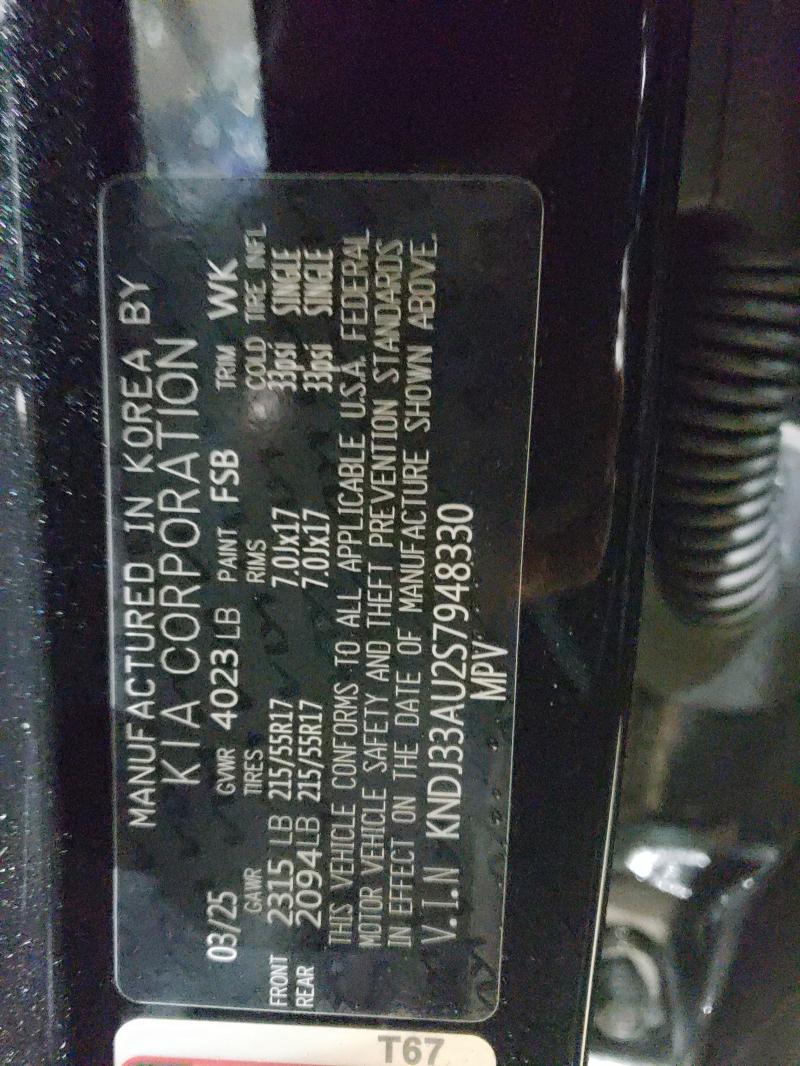 MANUFACTURED IN KOREA BY
KIA CORPORATION
03/25 GVWR 4023 LB PAINT FSB TRIM WK
GAWR TIRES RIMS COLD TIRE INFL
FRONT 2315 LB 215/55R17 7.0Jx17 33psi SINGLE
REAR 2094LB 215/55R17 7.0Jx17 33psi SINGLE
THIS VEHICLE CONFORMS TO ALL APPLICABLE U.S.A. FEDERAL
MOTOR VEHICLE SAFETY AND THEFT PREVENTION STANDARDS
IN EFFECT ON THE DATE OF MANUFACTURE SHOWN ABOVE.
V.I.N KNDJ33AU2S7948330
MPV
T67